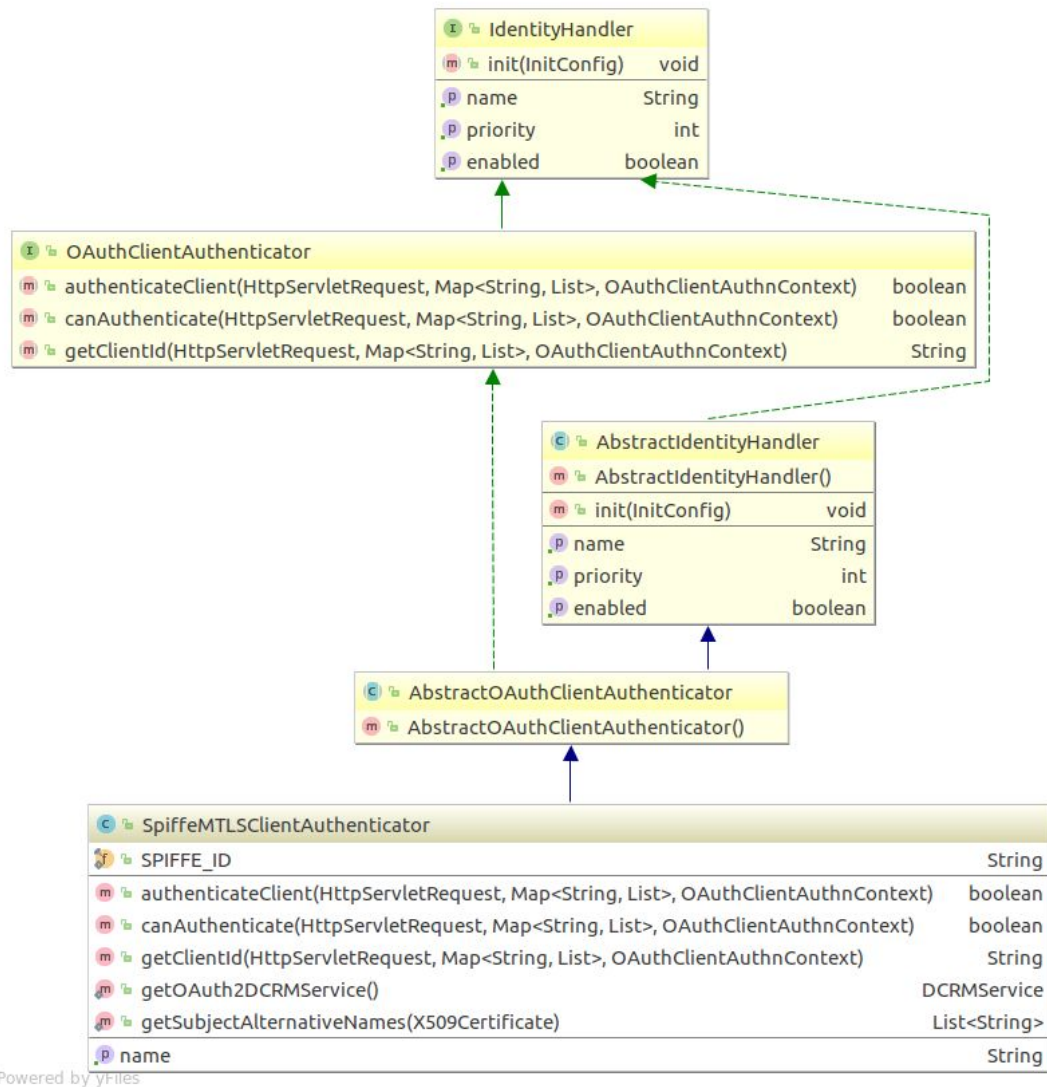 IdentityHandler
init(InitConfig) void
name String
priority int
enabled boolean
OAuthClientAuthenticator
authenticateClient(HttpServletRequest, Map<String, List>, OAuthClientAuthnContext) boolean
canAuthenticate(HttpServletRequest, Map<String, List>, OAuthClientAuthnContext) boolean
getClientId(HttpServletRequest, Map<String, List>, OAuthClientAuthnContext) String
AbstractIdentityHandler
AbstractIdentityHandler()
init(InitConfig) void
name String
priority int
enabled boolean
AbstractOAuthClientAuthenticator
AbstractOAuthClientAuthenticator()
SpiffeMTLSClientAuthenticator
SPIFFE_ID String
authenticateClient(HttpServletRequest, Map<String, List>, OAuthClientAuthnContext) boolean
canAuthenticate(HttpServletRequest, Map<String, List>, OAuthClientAuthnContext) boolean
getClientId(HttpServletRequest, Map<String, List>, OAuthClientAuthnContext) String
getOAuth2DCRMService() DCRMService
getSubjectAlternativeNames(X509Certificate) List<String>
name String
Powered by yFiles